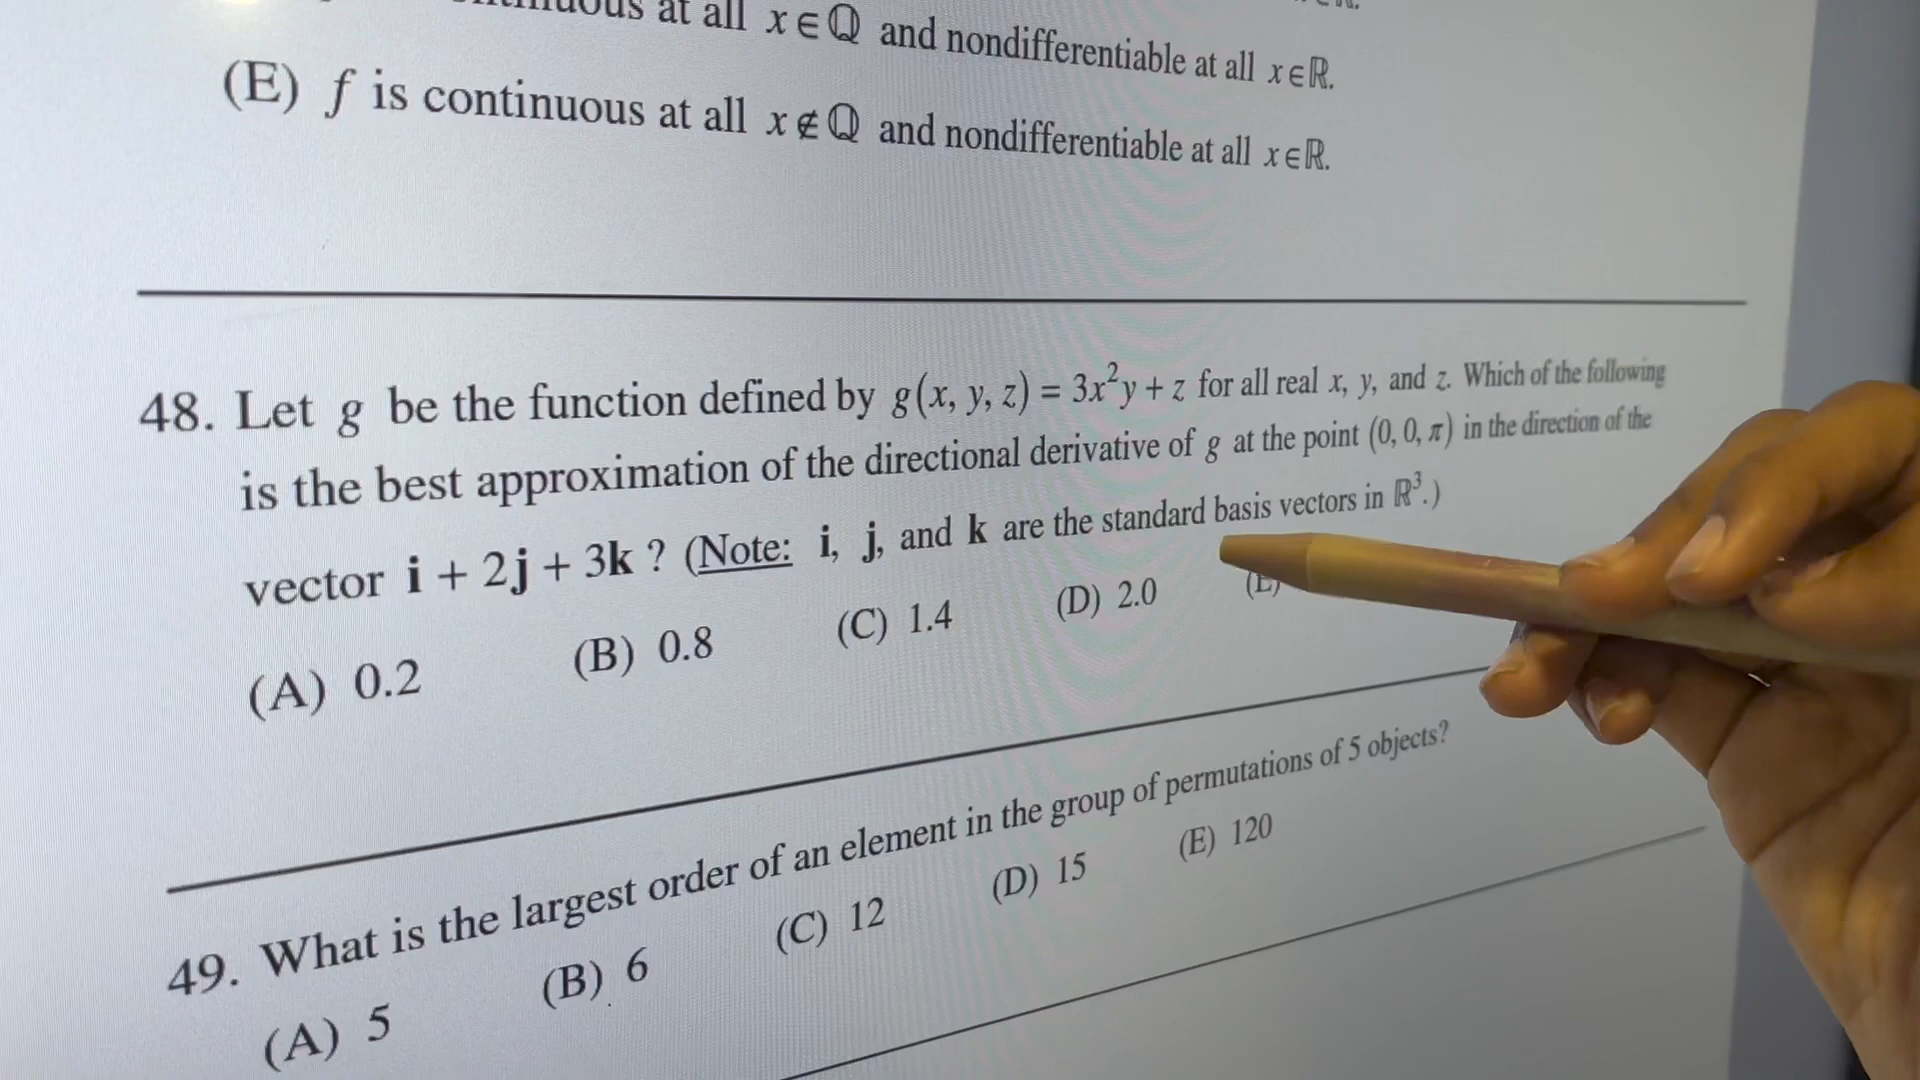 at all x∈ℚ and nondifferentiable at all x∈ℝ.
(E) f is continuous at all x∉ℚ and nondifferentiable at all x∈ℝ.
48. Let g be the function defined by g(x, y, z) = 3x²y + z for all real x, y, and z. Which of the following
is the best approximation of the directional derivative of g at the point (0, 0, π) in the direction of the
vector i + 2j + 3k ? (Note: i, j, and k are the standard basis vectors in ℝ³.)
(A) 0.2 (B) 0.8 (C) 1.4 (D) 2.0 (E)
49. What is the largest order of an element in the group of permutations of 5 objects?
(A) 5 (B) 6 (C) 12 (D) 15 (E) 120